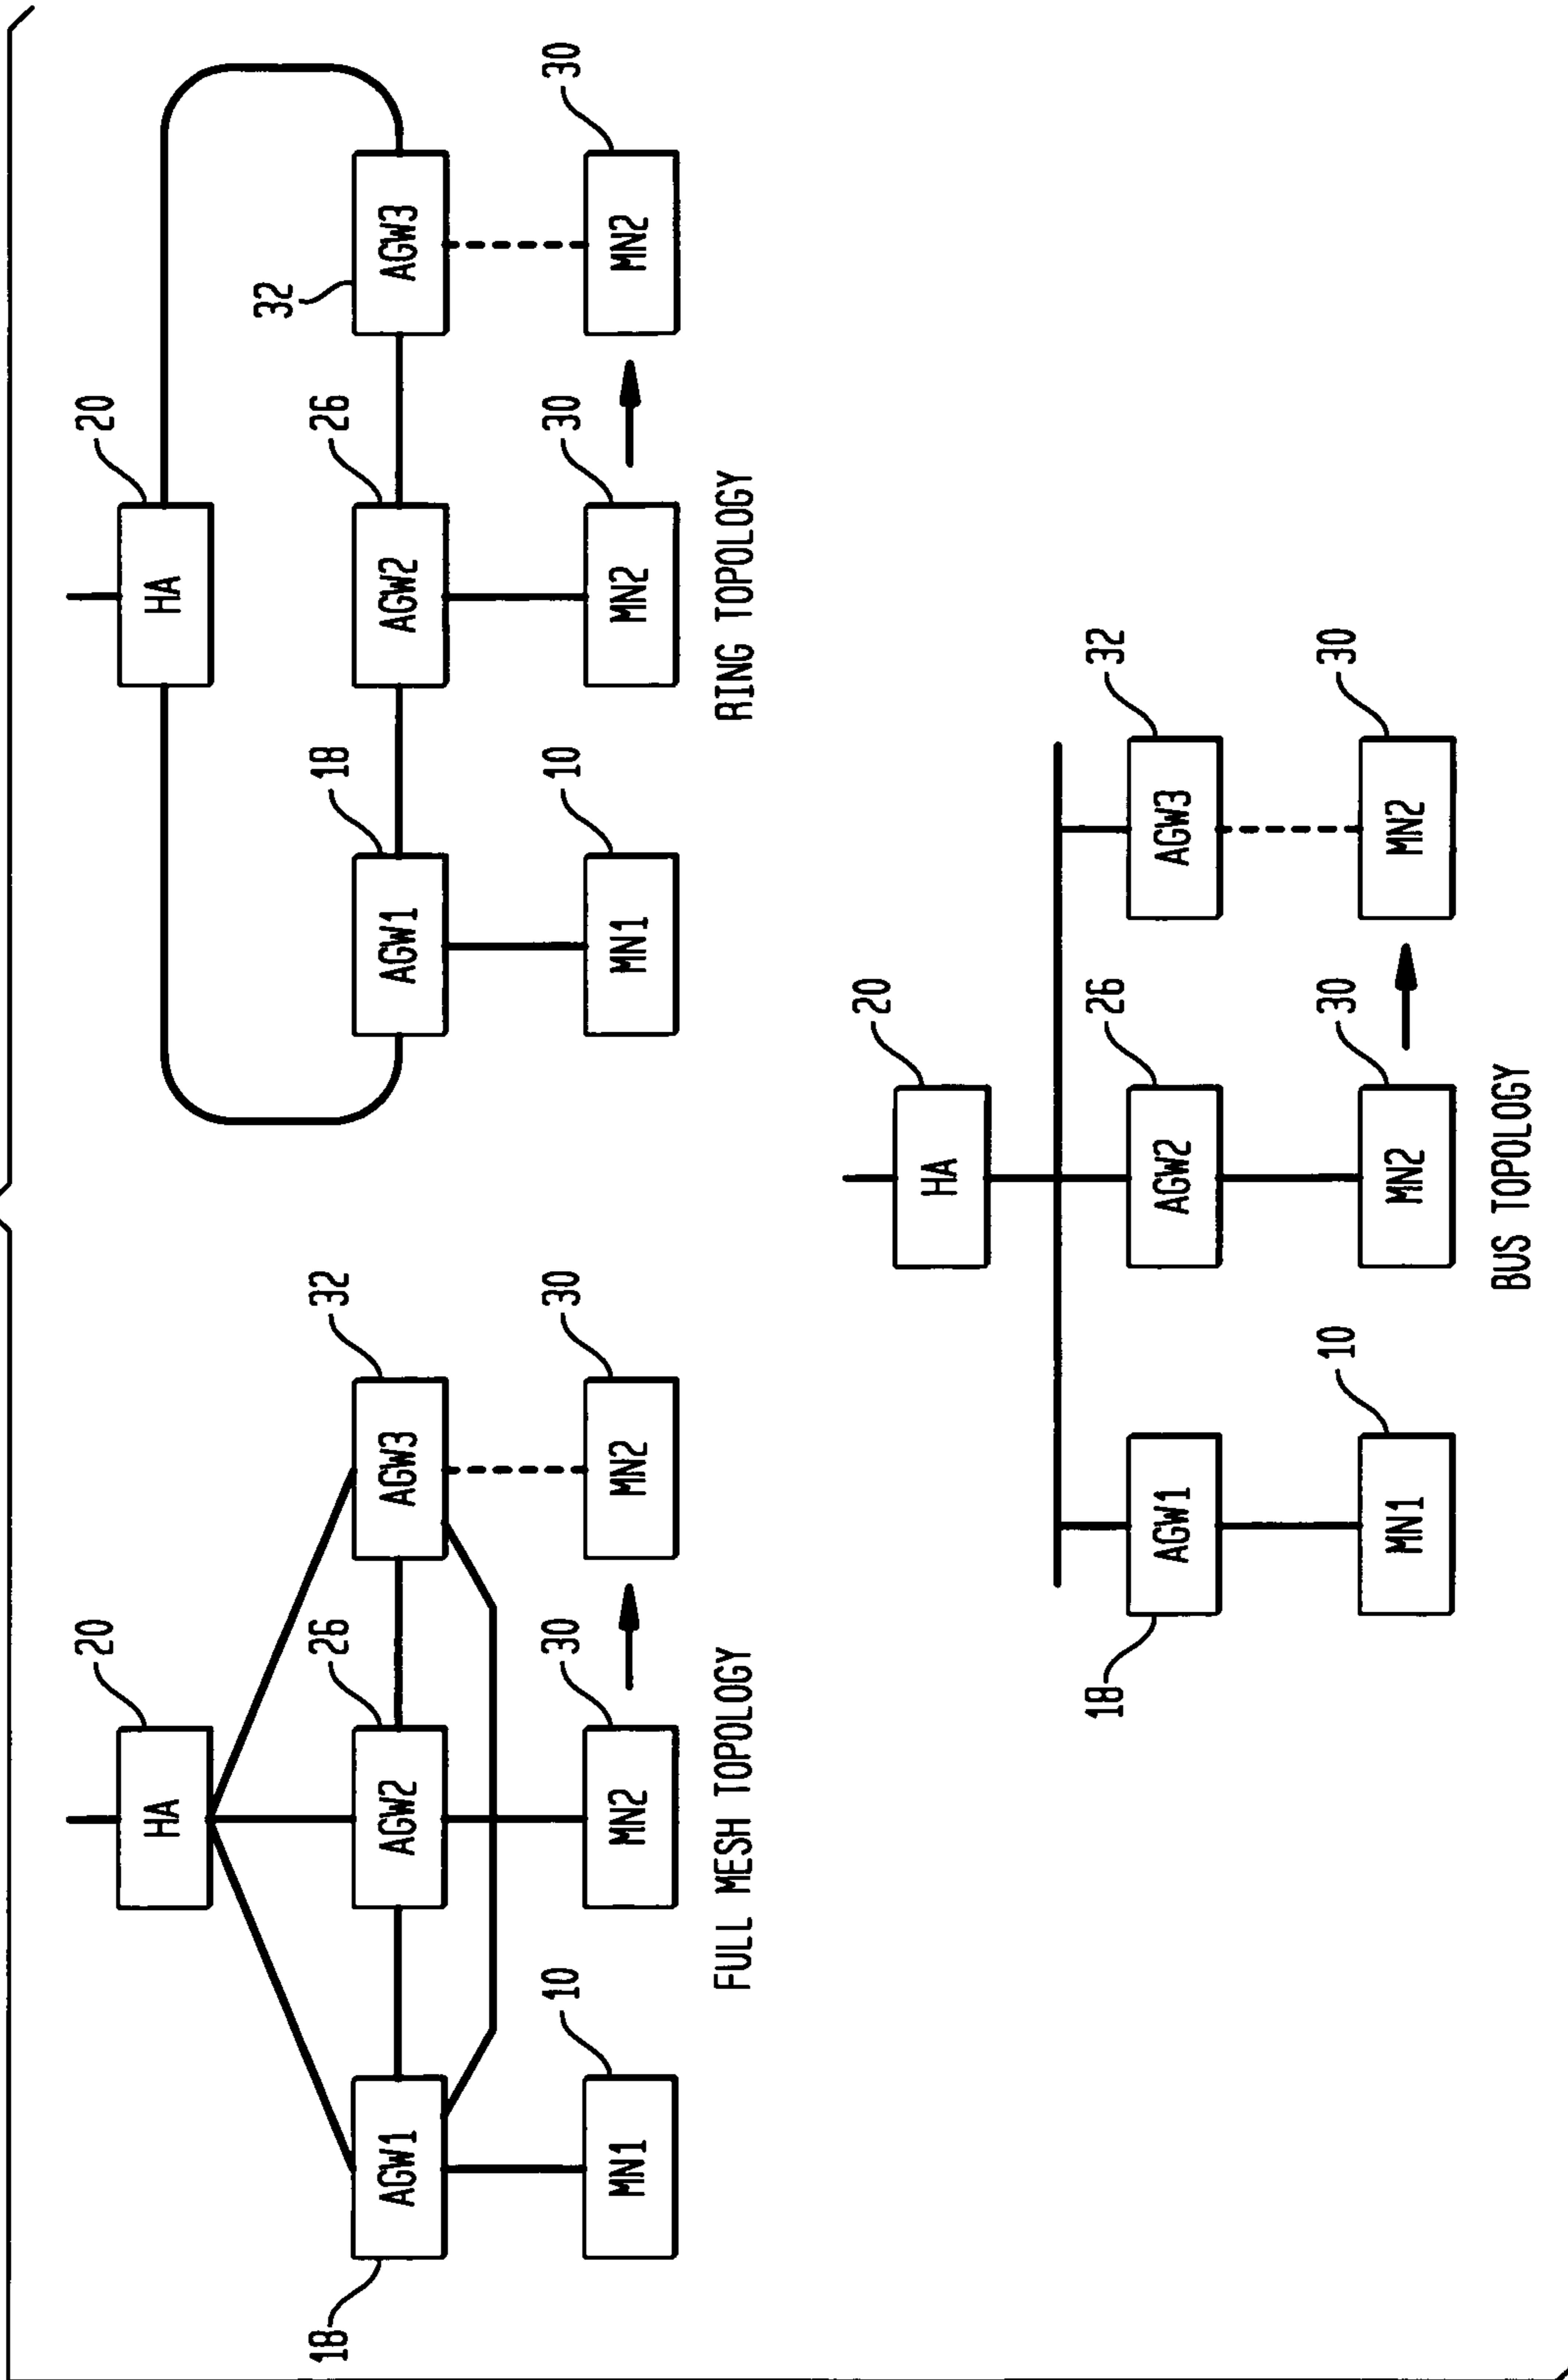 20
HA
18
26
32
AGW1
AGW2
AGW3
10
30
30
MN1
MN2
MN2
FULL MESH TOPOLOGY
20
HA
18
26
32
AGW1
AGW2
AGW3
10
30
30
MN1
MN2
MN2
RING TOPOLOGY
20
HA
18
26
32
AGW1
AGW2
AGW3
10
30
30
MN1
MN2
MN2
BUS TOPOLOGY